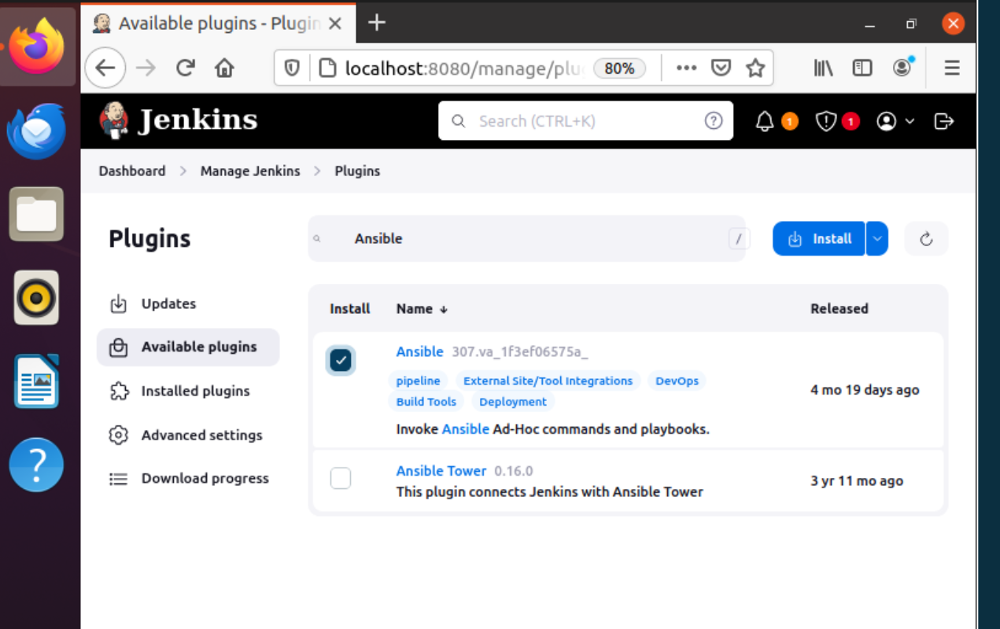 Available plugins - Plugin
localhost:8080/manage/plu 80%
Jenkins
Search (CTRL+K) ?
1 1
Dashboard > Manage Jenkins > Plugins
Plugins
Ansible /
Install
Updates
Available plugins
Installed plugins
Advanced settings
Download progress
Install Name ↓ Released
Ansible 307.va_1f3ef06575a_
pipeline External Site/Tool Integrations DevOps
Build Tools Deployment
4 mo 19 days ago
Invoke Ansible Ad-Hoc commands and playbooks.
Ansible Tower 0.16.0
This plugin connects Jenkins with Ansible Tower
3 yr 11 mo ago